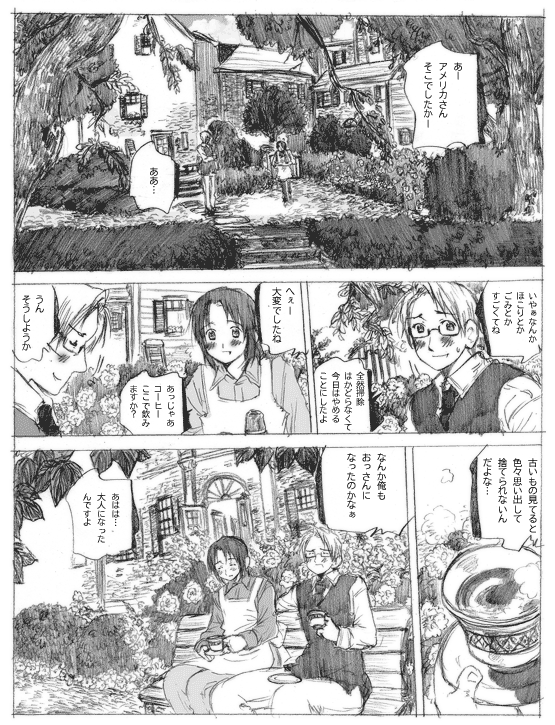 あー
アメリカさん
そこでしたかー
ああ…
いやぁなんか
ほこりとか
ごみとか
すごくてね
全然掃除
はかどらなくて
今日はやめる
ことにしたよ
へぇー
大変でしたね
あっじゃあ
コーヒー
ここで飲み
ますか?
うん
そうしようか
古いもの見てると
色々思い出して
捨てられないん
だよな…
なんか俺も
おっさんに
なったのかなぁ
あはは…
大人になった
んですよ